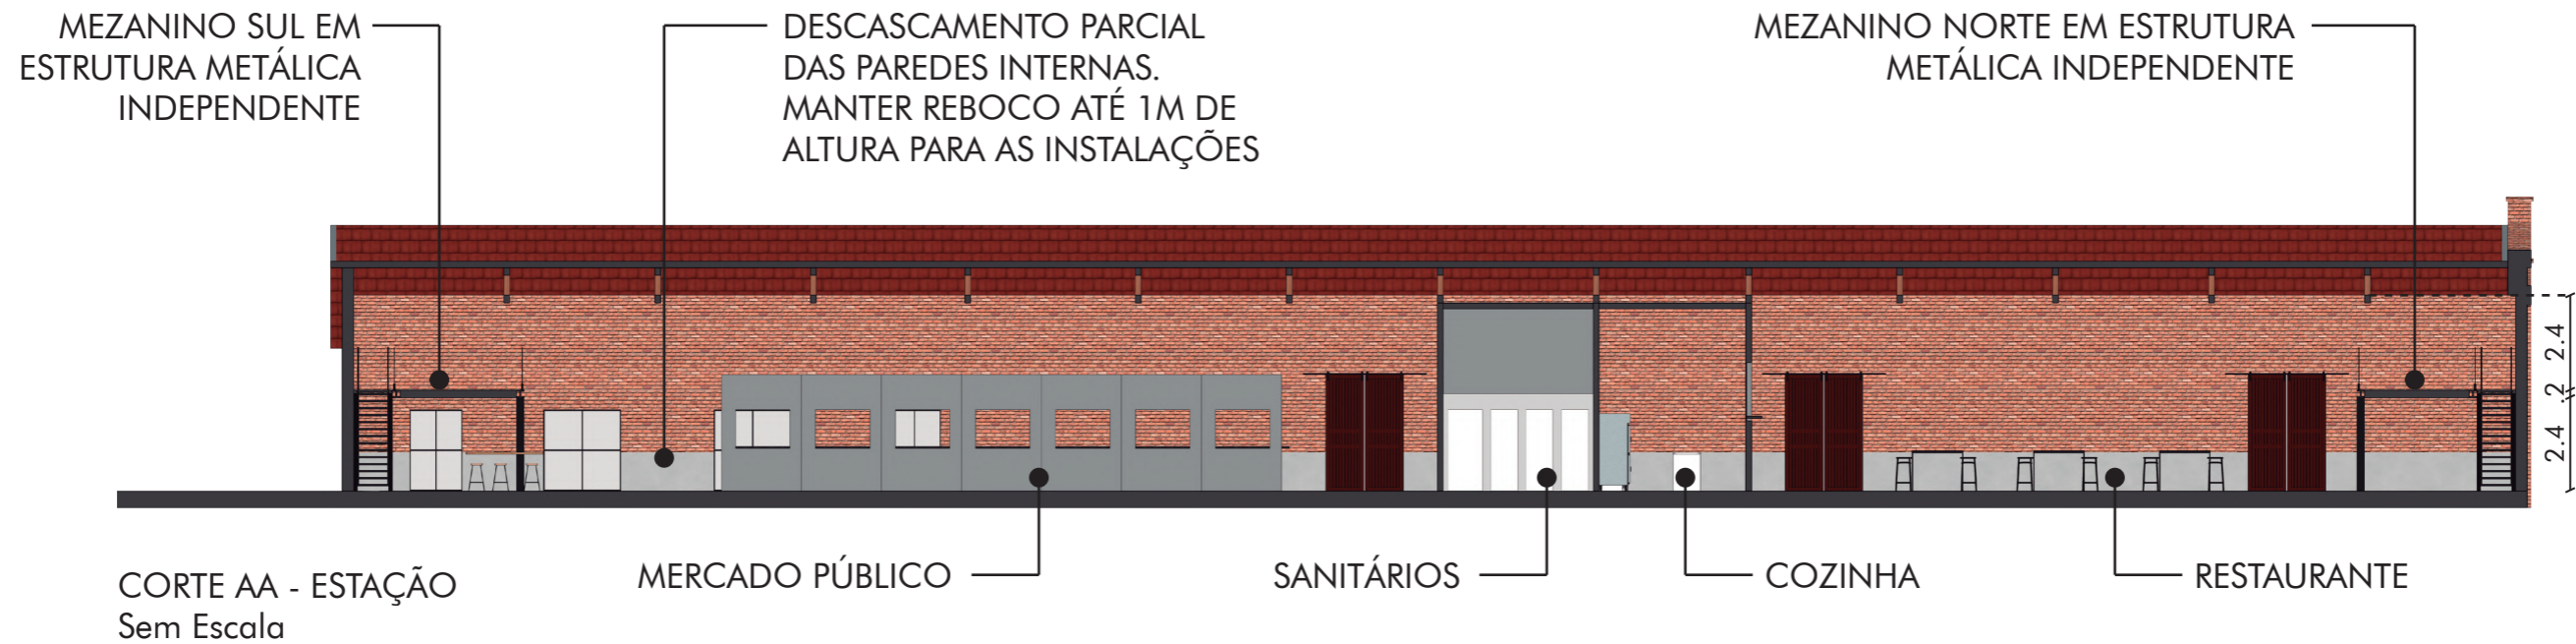 MEZANINO SUL EM
ESTRUTURA METÁLICA
INDEPENDENTE
DESCASCAMENTO PARCIAL
DAS PAREDES INTERNAS.
MANTER REBOCO ATÉ 1M DE
ALTURA PARA AS INSTALAÇÕES
MEZANINO NORTE EM ESTRUTURA
METÁLICA INDEPENDENTE
2.4
.2
2.4
MERCADO PÚBLICO
SANITÁRIOS
COZINHA
RESTAURANTE
CORTE AA - ESTAÇÃO
Sem Escala